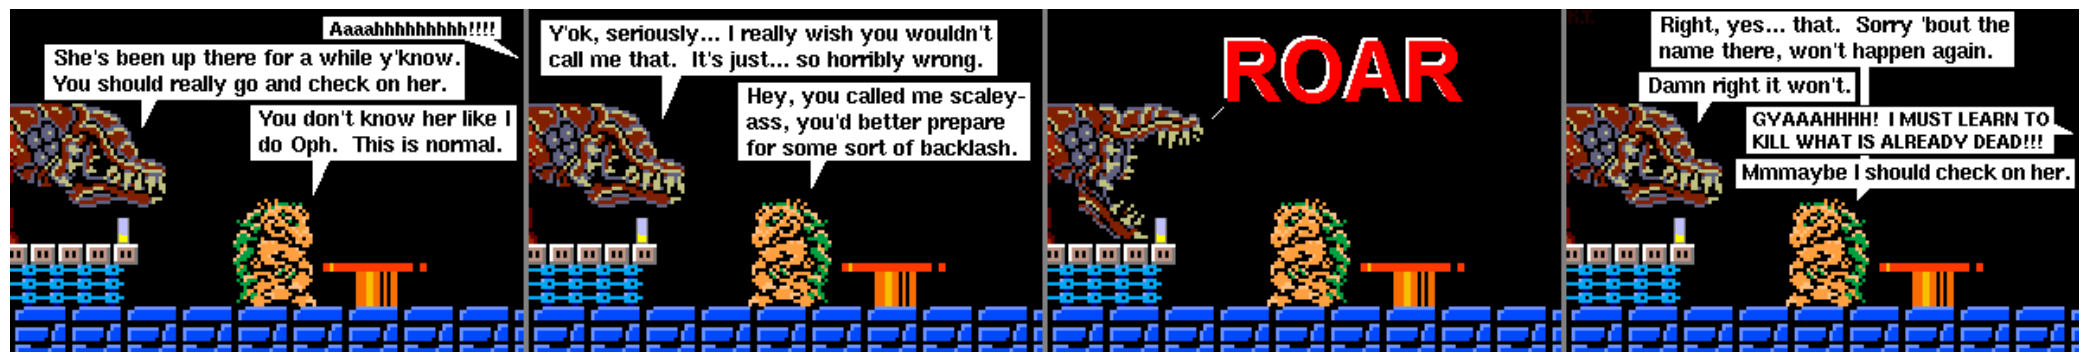 Aaaahhhhhhhhhh!!!!
She's been up there for a while y'know.
You should really go and check on her.
You don't know her like I
do Oph.  This is normal.
Y'ok, seriously... I really wish you wouldn't
call me that.  It's just... so horribly wrong.
Hey, you called me scaley-
ass, you'd better prepare
for some sort of backlash.
ROAR
Right, yes... that.  Sorry 'bout the
name there, won't happen again.
Damn right it won't.
GYAAAHHHH!  I MUST LEARN TO
KILL WHAT IS ALREADY DEAD!!!
Mmmaybe I should check on her.